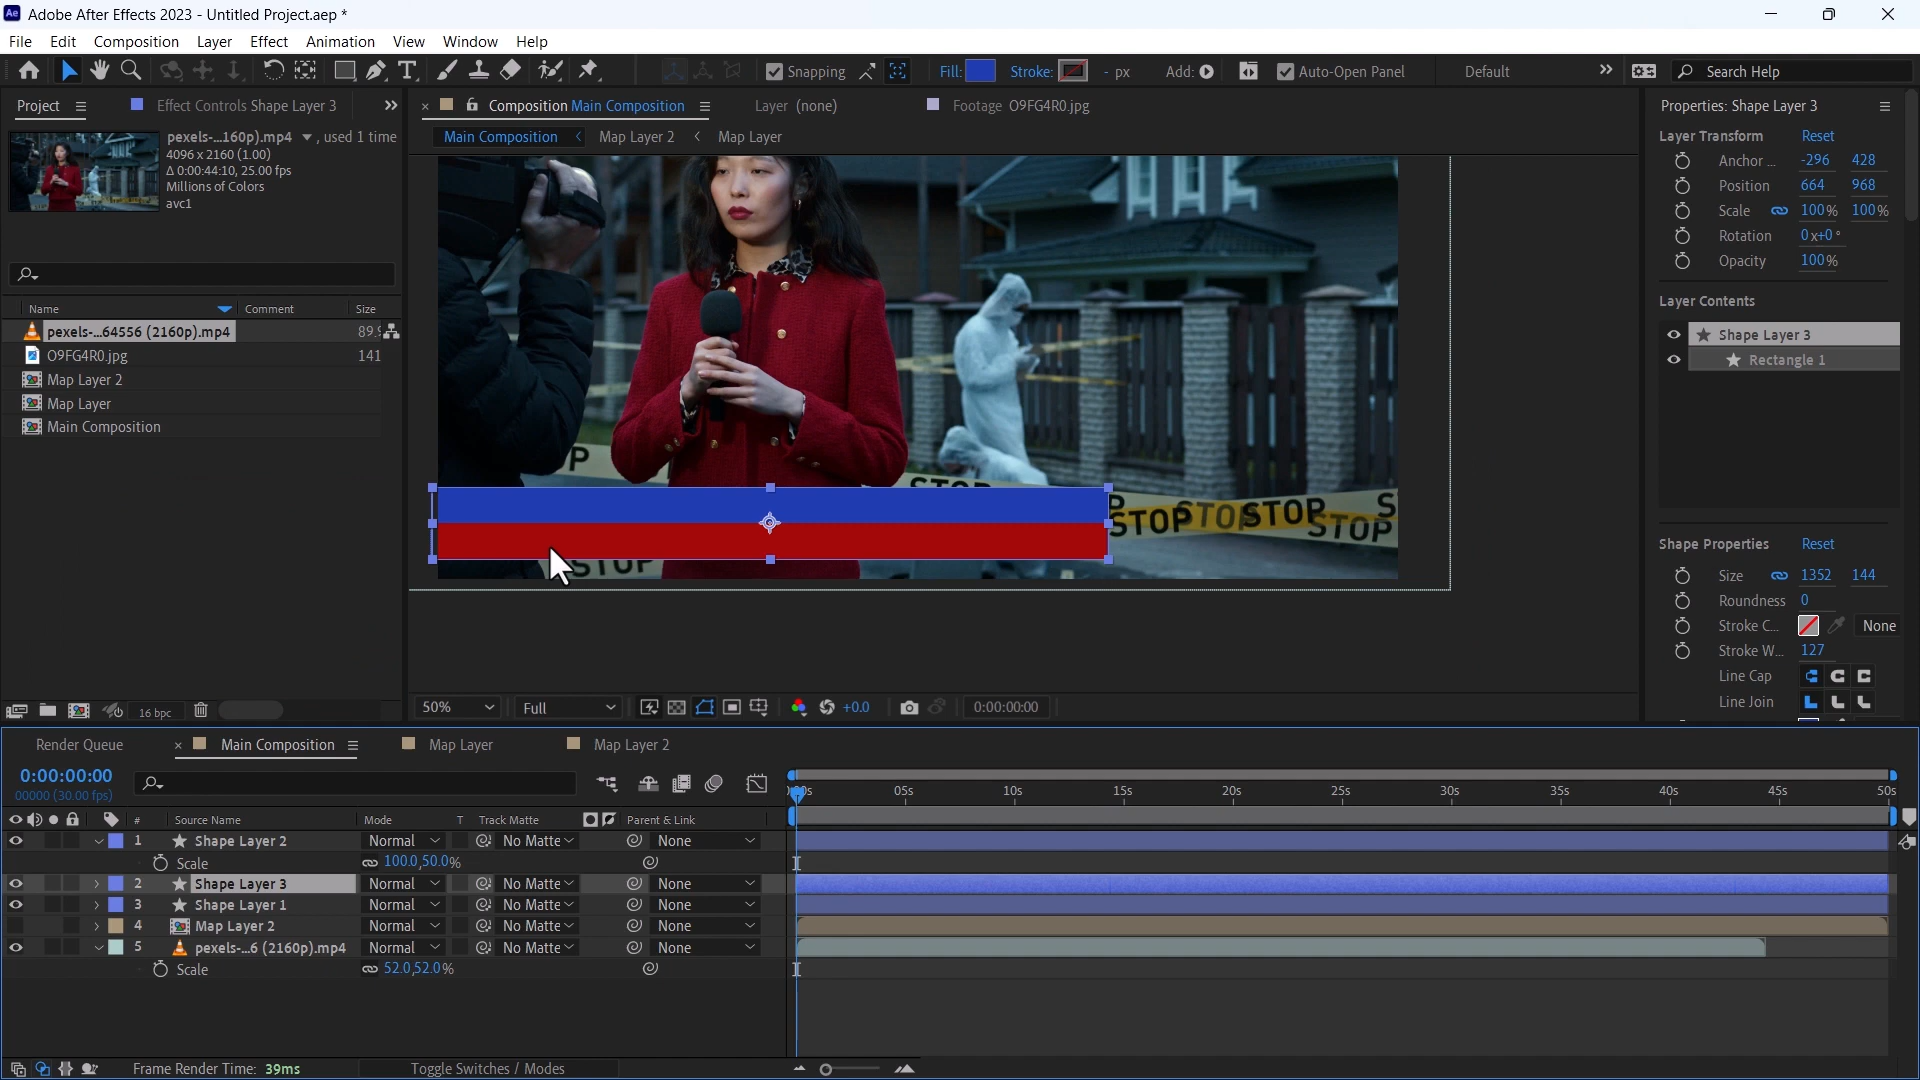 Adobe After Effects 2023 - Untitled Project.aep *
File Edit Composition Layer Effect Animation View Window Help
Snapping Fill: Stroke: - px Add: Auto-Open Panel Default Search Help
Project Effect Controls Shape Layer 3 Composition Main Composition Layer (none) Footage O9FG4R0.jpg Properties: Shape Layer 3
Main Composition Map Layer 2 Map Layer
pexels-...160p).mp4 , used 1 time
4096 x 2160 (1.00)
Δ 0:00:44:10, 25.00 fps
Millions of Colors
avc1
Name Comment Size
pexels-...64556 (2160p).mp4 89.
O9FG4R0.jpg 141
Map Layer 2
Map Layer
Main Composition
16 bpc
STOP
STOP STOP STOP STOP
STOP
50% Full +0.0 0:00:00:00
Layer Transform Reset
Anchor ... -296 428
Position 664 968
Scale 100% 100%
Rotation 0x+0°
Opacity 100%
Layer Contents
Shape Layer 3
Rectangle 1
Shape Properties Reset
Size 1352 144
Roundness 0
Stroke C... None
Stroke W... 127
Line Cap
Line Join
Render Queue Main Composition Map Layer Map Layer 2
0:00:00:00
00000 (30.00 fps)
05s 10s 15s 20s 25s 30s 35s 40s 45s 50s
# Source Name Mode T Track Matte Parent & Link
1 Shape Layer 2 Normal No Matte None
Scale 100.0,50.0%
2 Shape Layer 3 Normal No Matte None
3 Shape Layer 1 Normal No Matte None
4 Map Layer 2 Normal No Matte None
5 pexels-...6 (2160p).mp4 Normal No Matte None
Scale 52.0,52.0%
Frame Render Time: 39ms Toggle Switches / Modes